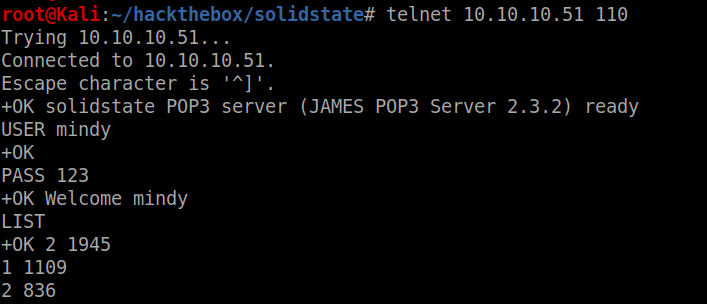 root@Kali:~/hackthebox/solidstate# telnet 10.10.10.51 110
Trying 10.10.10.51...
Connected to 10.10.10.51.
Escape character is '^]'.
+OK solidstate POP3 server (JAMES POP3 Server 2.3.2) ready
USER mindy
+OK
PASS 123
+OK Welcome mindy
LIST
+OK 2 1945
1 1109
2 836